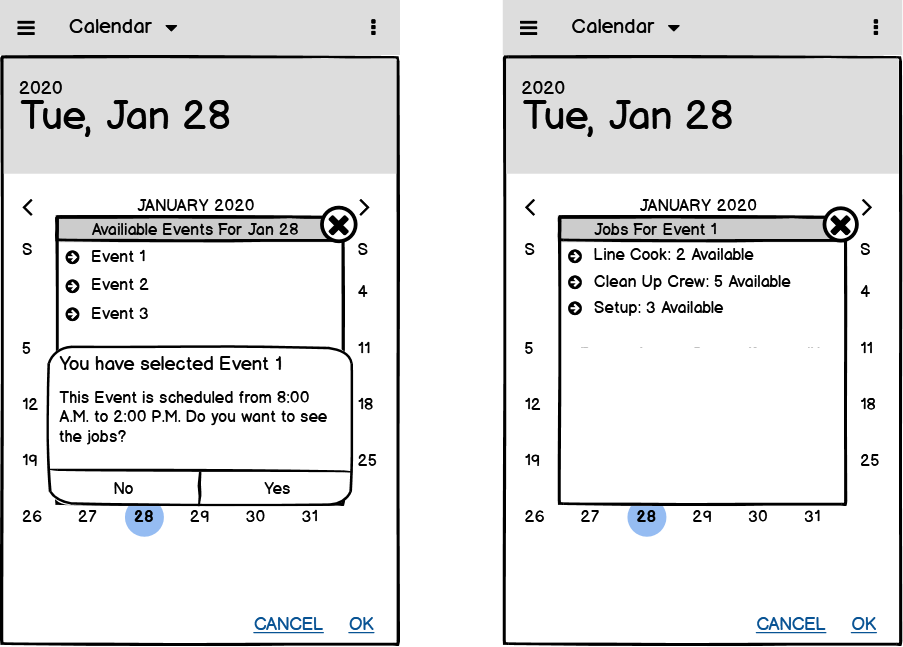 Calendar
2020
Tue, Jan 28
JANUARY 2020
Availiable Events For Jan 28
S S
Event 1
Event 2
4
Event 3
5 11
You have selected Event 1
This Event is scheduled from 8:00
A.M. to 2:00 P.M. Do you want to see
the jobs?
12 18
19 25
No Yes
26 27 28 29 30 31
CANCEL OK
Calendar
2020
Tue, Jan 28
JANUARY 2020
Jobs For Event 1
S S
Line Cook: 2 Available
Clean Up Crew: 5 Available
4
Setup: 3 Available
5 11
12 18
19 25
26 27 28 29 30 31
CANCEL OK